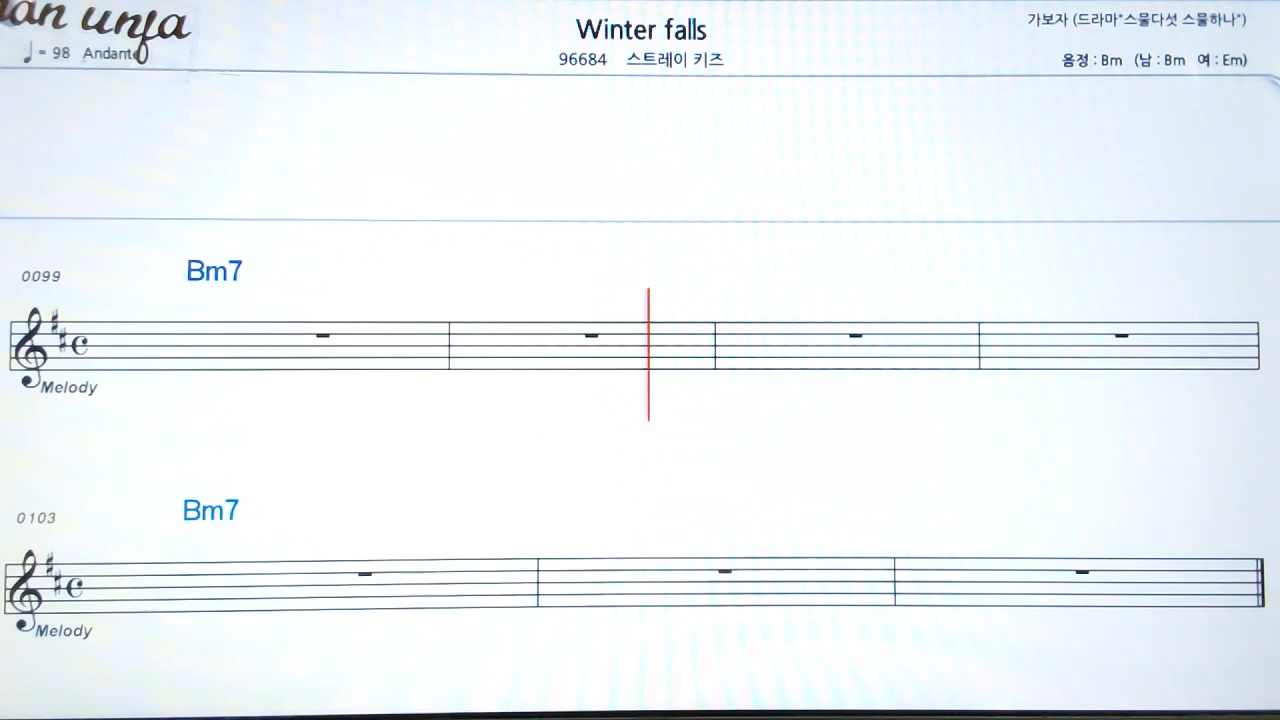 unfa
♩= 98 Andante
Winter falls
96684 스트레이 키즈
가보자 (드라마"스물다섯 스물하나")
음정 : Bm (남 : Bm 여 : Em)
0099 Bm7
Melody
0103 Bm7
Melody